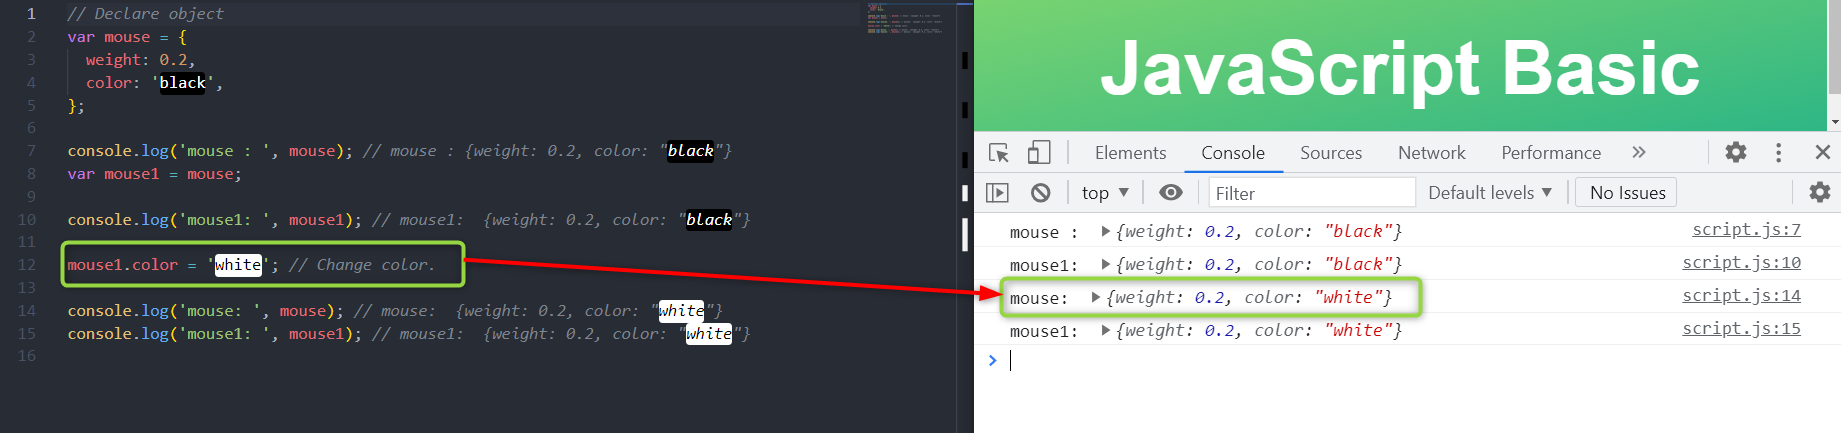 1 // Declare object
2 var mouse = {
3 weight: 0.2,
4 color: 'black',
5 };
6
7 console.log('mouse : ', mouse); // mouse : {weight: 0.2, color: "black"}
8 var mouse1 = mouse;
9
10 console.log('mouse1: ', mouse1); // mouse1:  {weight: 0.2, color: "black"}
11
12 mouse1.color = 'white'; // Change color.
13
14 console.log('mouse: ', mouse); // mouse:  {weight: 0.2, color: "white"}
15 console.log('mouse1: ', mouse1); // mouse1:  {weight: 0.2, color: "white"}
16
JavaScript Basic
Elements Console Sources Network Performance »
top ▼ Filter Default levels ▼ No Issues
mouse : ▶{weight: 0.2, color: "black"} script.js:7
mouse1: ▶{weight: 0.2, color: "black"} script.js:10
mouse: ▶{weight: 0.2, color: "white"} script.js:14
mouse1: ▶{weight: 0.2, color: "white"} script.js:15
>